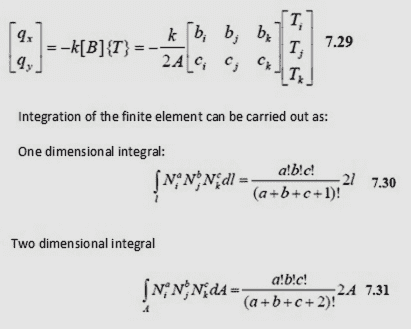 [q_x q_y] = -k[B]{T} = - k/2A [b_i b_j b_k c_i c_j c_k] [T_i T_j T_k] 7.29
Integration of the finite element can be carried out as:
One dimensional integral:
∫_l N_i^a N_j^b N_k^c dl = a!b!c!/(a+b+c+1)! 2l 7.30
Two dimensional integral
∫_A N_i^a N_j^b N_k^c dA = a!b!c!/(a+b+c+2)! 2A 7.31